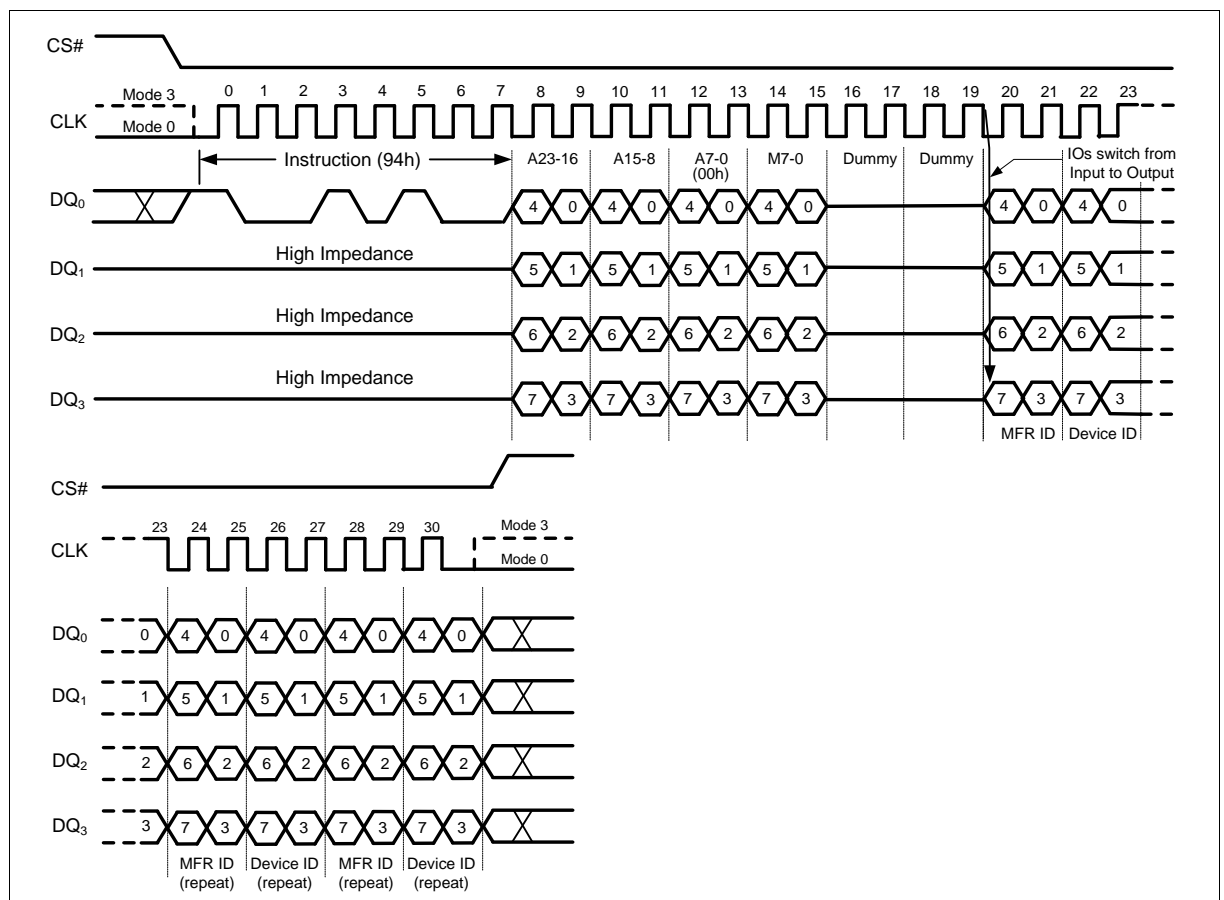 CS#
Mode 3 0 1 2 3 4 5 6 7 8 9 10 11 12 13 14 15 16 17 18 19 20 21 22 23
CLK Mode 0
Instruction (94h) A23-16 A15-8 A7-0 M7-0 Dummy Dummy IOs switch from
(00h) Input to Output
DQ0 4 0 4 0 4 0 4 0 4 0 4 0
High Impedance
DQ1 5 1 5 1 5 1 5 1 5 1 5 1
High Impedance
DQ2 6 2 6 2 6 2 6 2 6 2 6 2
High Impedance
DQ3 7 3 7 3 7 3 7 3 7 3 7 3
MFR ID Device ID
CS#
23 24 25 26 27 28 29 30 Mode 3
CLK Mode 0
DQ0 0 4 0 4 0 4 0 4 0
DQ1 1 5 1 5 1 5 1 5 1
DQ2 2 6 2 6 2 6 2 6 2
DQ3 3 7 3 7 3 7 3 7 3
MFR ID Device ID MFR ID Device ID
(repeat) (repeat) (repeat) (repeat)